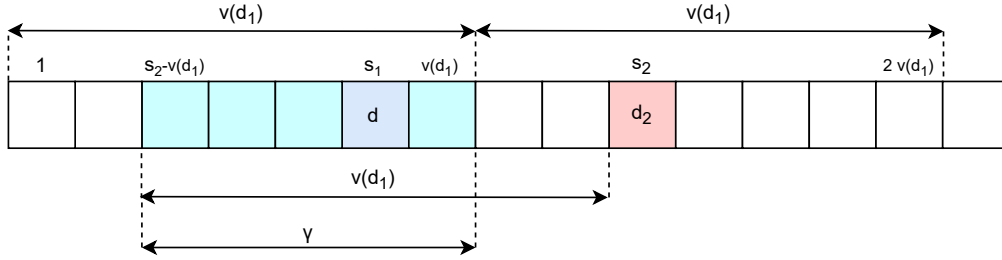 v(d₁) v(d₁)
1 s₂-v(d₁) s₁ v(d₁) s₂ 2 v(d₁)
d d₂
v(d₁)
γ